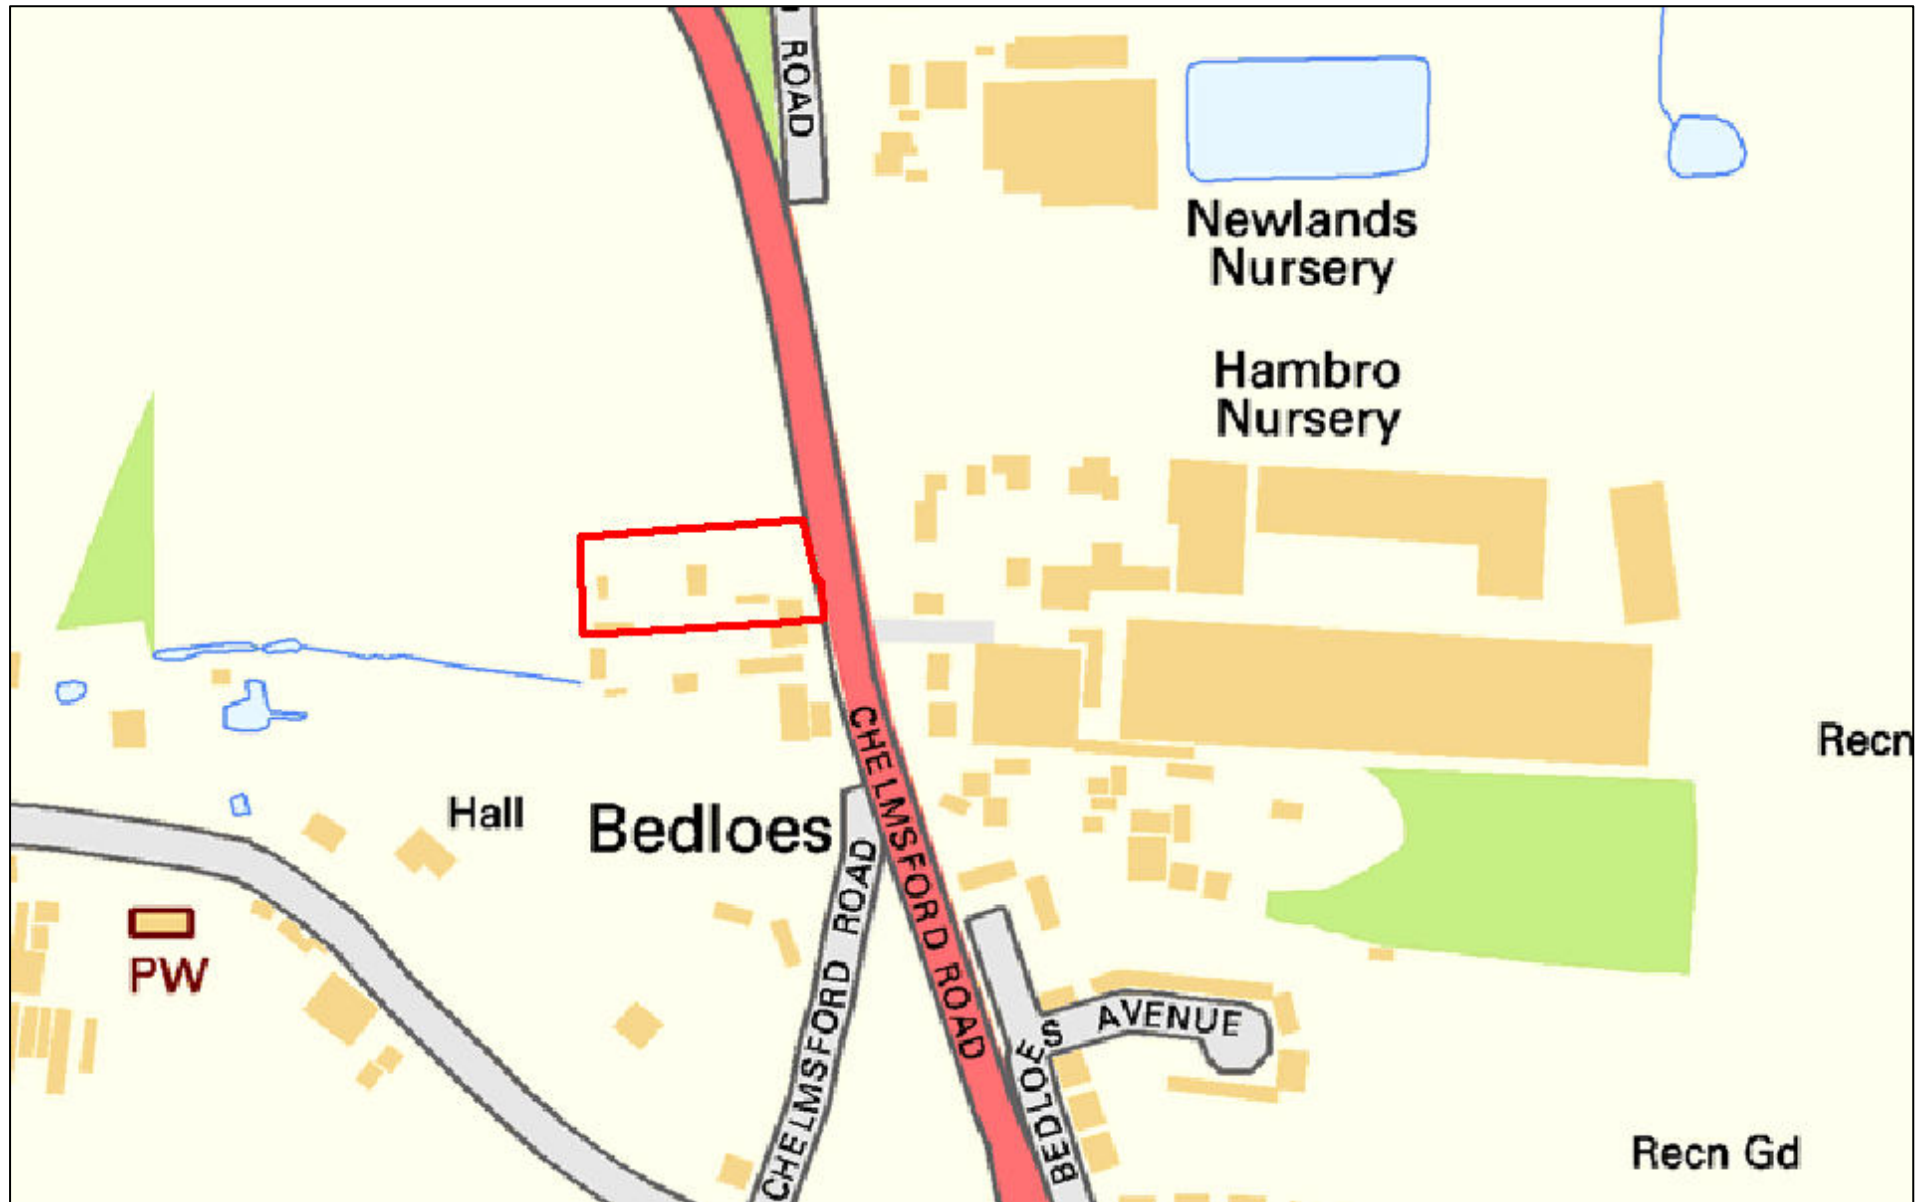 ROAD
Newlands
Nursery
Hambro
Nursery
CHELMSFORD ROAD
Recn
Hall
Bedloes
CHELMSFORD ROAD
PW
BEDLOES AVENUE
Recn Gd